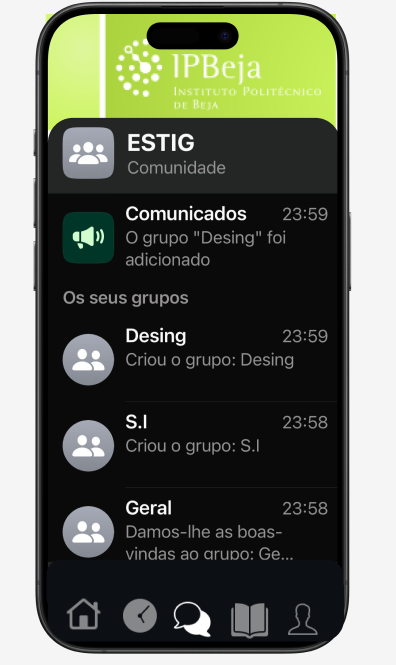 IPBeja
INSTITUTO POLITÉCNICO
DE BEJA
ESTIG
Comunidade
Comunicados 23:59
O grupo "Desing" foi
adicionado
Os seus grupos
Desing 23:59
Criou o grupo: Desing
S.I 23:58
Criou o grupo: S.I
Geral 23:58
Damos-lhe as boas-
vindas ao grupo: Ge...